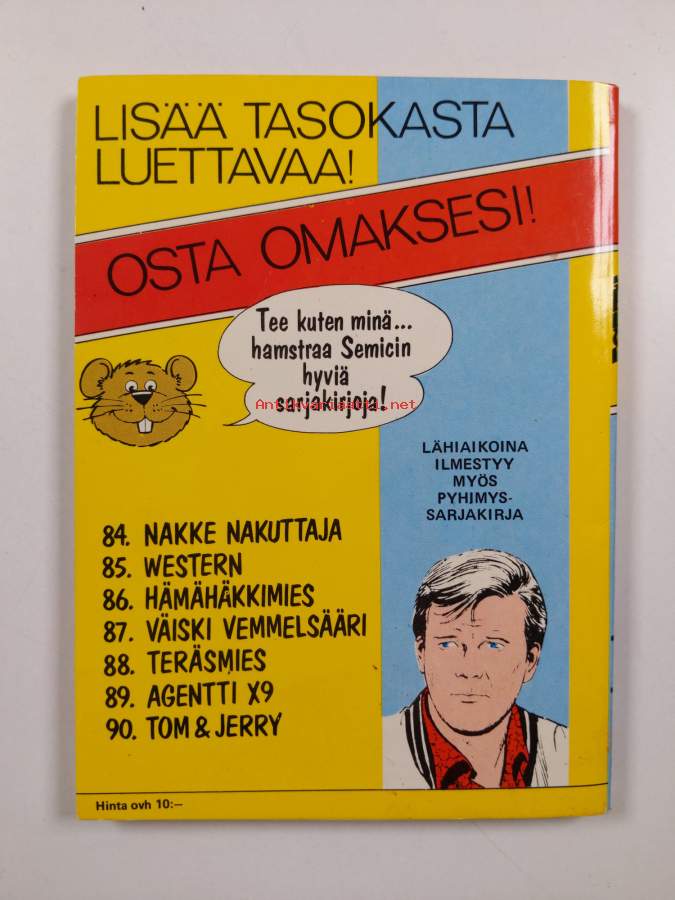 LISÄÄ TASOKASTA
LUETTAVAA!
OSTA OMAKSESI!
Tee kuten minä...
hamstraa Semicin
hyviä
sarjakirjoja!
Antikvariaatti.net
LÄHIAIKOINA
ILMESTYY
MYÖS
PYHIMYS-
SARJAKIRJA
84. NAKKE NAKUTTAJA
85. WESTERN
86. HÄMÄHÄKKIMIES
87. VÄISKI VEMMELSÄÄRI
88. TERÄSMIES
89. AGENTTI X9
90. TOM & JERRY
Hinta ovh 10:—